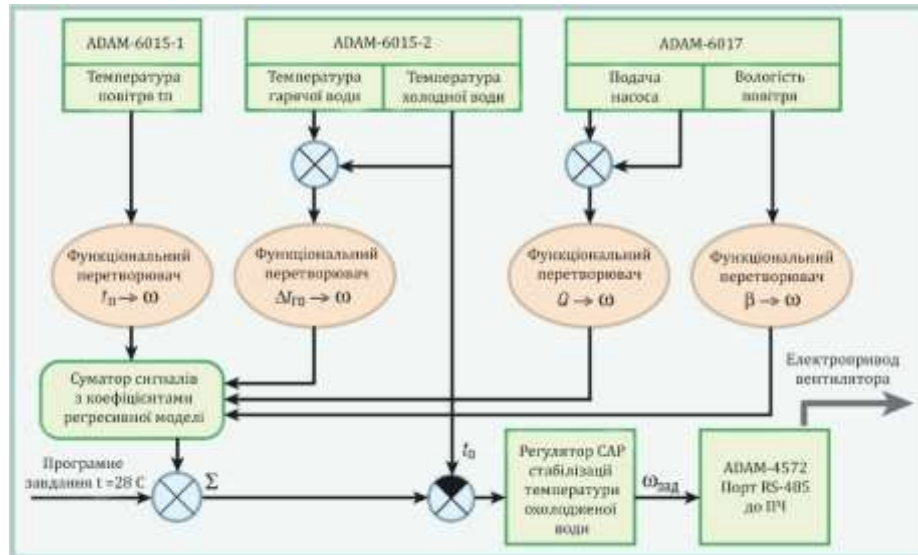 ADAM-6015-1
Температура
повітря tп
ADAM-6015-2
Температура
гарячої води
Температура
холодної води
ADAM-6017
Подача
насоса
Вологість
повітря
Функціональний
перетворювач
tп → ω
Функціональний
перетворювач
Δtг0 → ω
Функціональний
перетворювач
Q → ω
Функціональний
перетворювач
β → ω
Суматор сигналів
з коефіцієнтами
регресивної моделі
Електропривод
вентилятора
Програмне
завдання t =28 С
Σ
t0
Регулятор САР
стабілізації
температури
охолодженої
води
ωзад
ADAM-4572
Порт RS-485
до ПЧ